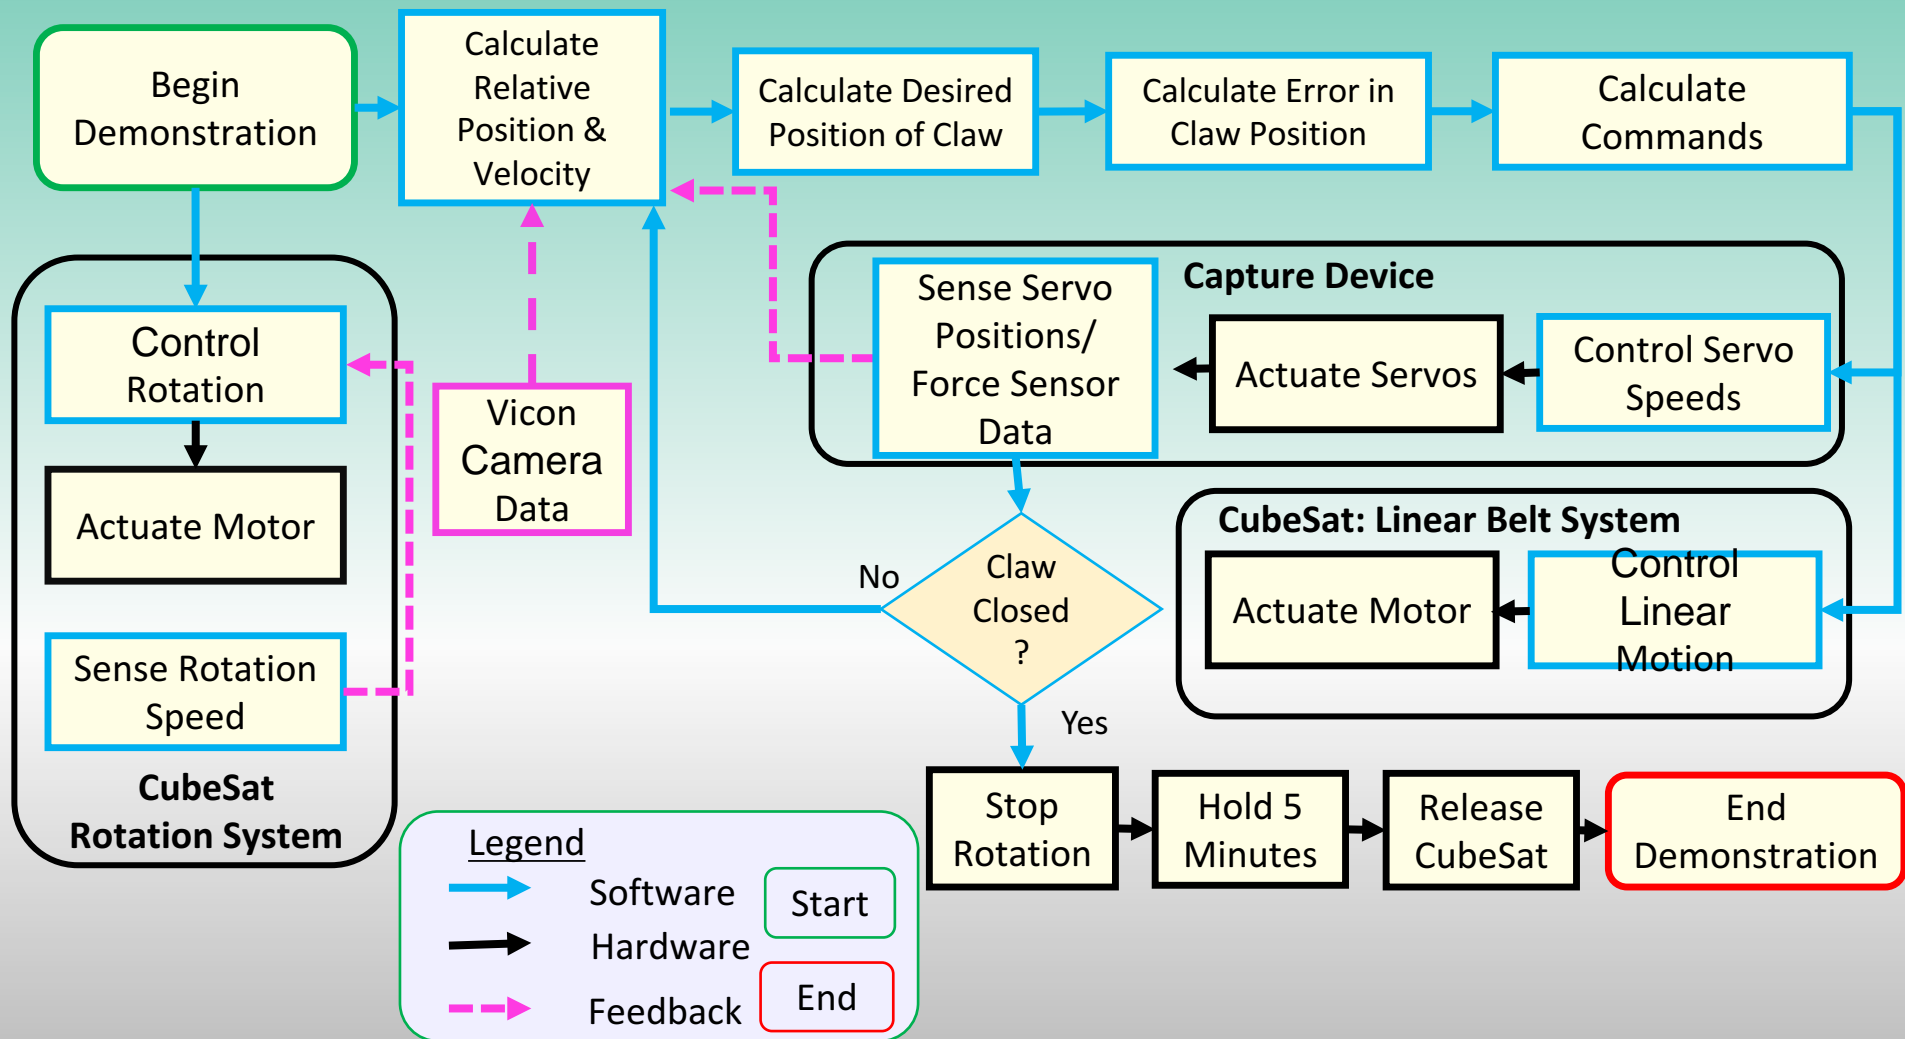 Begin
Demonstration
Calculate
Relative
Position &
Velocity
Calculate Desired
Position of Claw
Calculate Error in
Claw Position
Calculate
Commands
Control
Rotation
Actuate Motor
Sense Rotation
Speed
CubeSat
Rotation System
Vicon
Camera
Data
Capture Device
Sense Servo
Positions/
Force Sensor
Data
Actuate Servos
Control Servo
Speeds
CubeSat: Linear Belt System
Actuate Motor
Control
Linear
Motion
No
Claw
Closed
?
Yes
Stop
Rotation
Hold 5
Minutes
Release
CubeSat
End
Demonstration
Legend
Software
Hardware
Feedback
Start
End